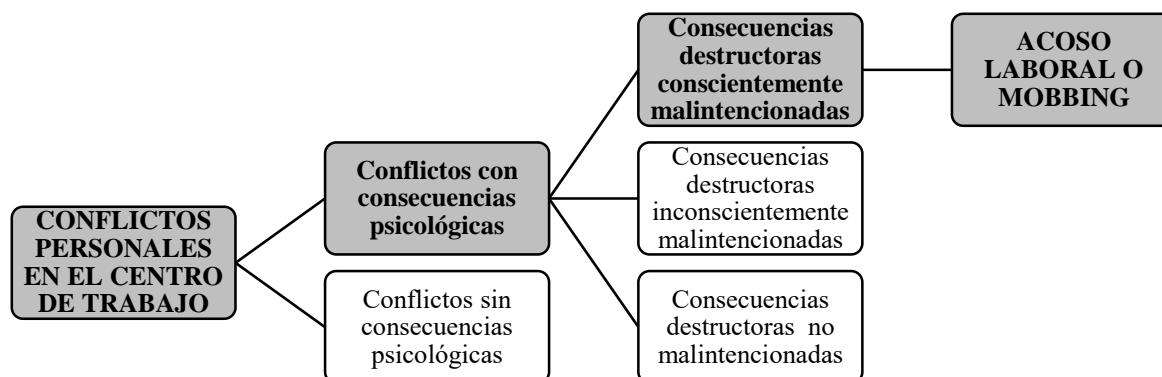 CONFLICTOS
PERSONALES
EN EL CENTRO
DE TRABAJO
Conflictos con
consecuencias
psicológicas
Consecuencias
destructoras
conscientemente
malintencionadas
ACOSO
LABORAL O
MOBBING
Consecuencias
destructoras
inconscientemente
malintencionadas
Consecuencias
destructoras no
malintencionadas
Conflictos sin
consecuencias
psicológicas